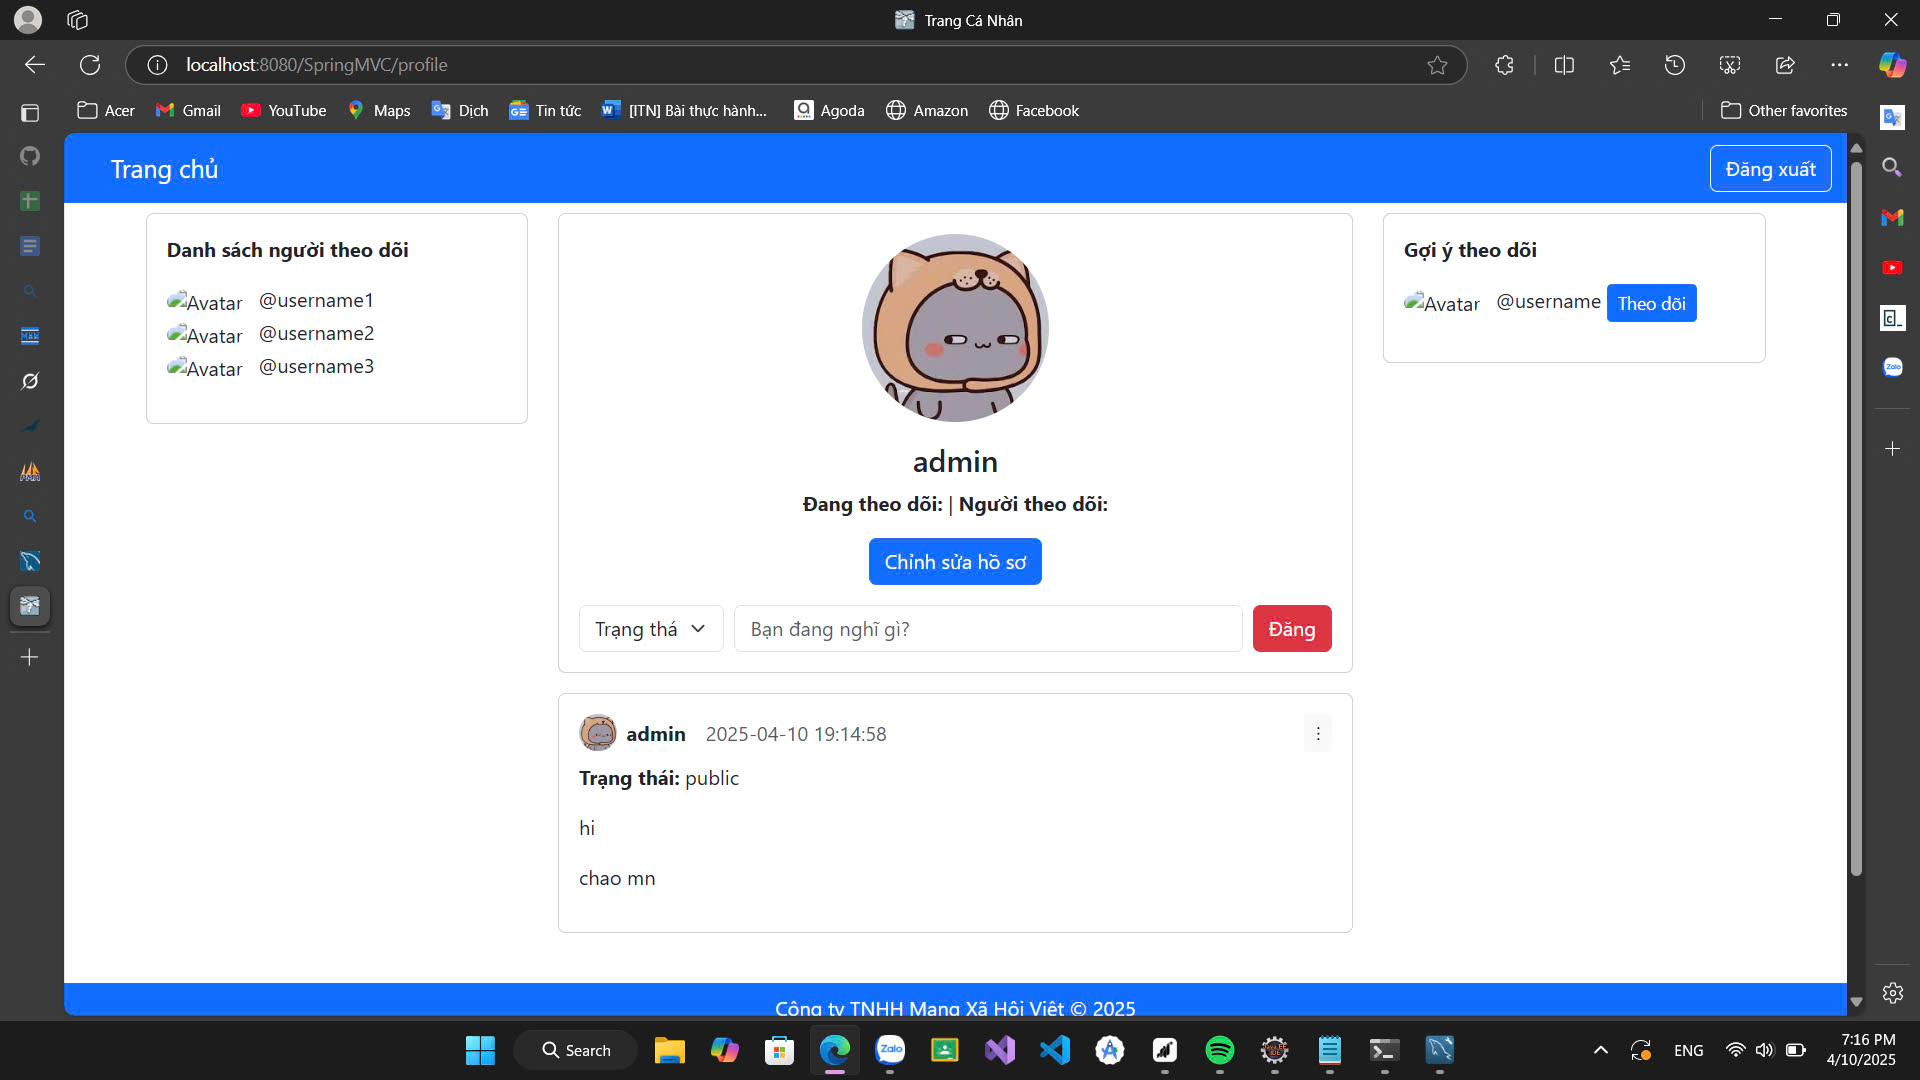 Trang Cá Nhân
localhost:8080/SpringMVC/profile
Acer
Gmail
YouTube
Maps
Dịch
Tin tức
[ITN] Bài thực hành...
Agoda
Amazon
Facebook
Other favorites
Trang chủ
Đăng xuất
Danh sách người theo dõi
Avatar @username1
Avatar @username2
Avatar @username3
admin
Đang theo dõi: | Người theo dõi:
Chỉnh sửa hồ sơ
Trạng thá
Bạn đang nghĩ gì?
Đăng
Gợi ý theo dõi
Avatar @username Theo dõi
admin 2025-04-10 19:14:58
Trạng thái: public
hi
chao mn
Công ty TNHH Mạng Xã Hội Việt © 2025
Search
Zalo
ENG
7:16 PM
4/10/2025